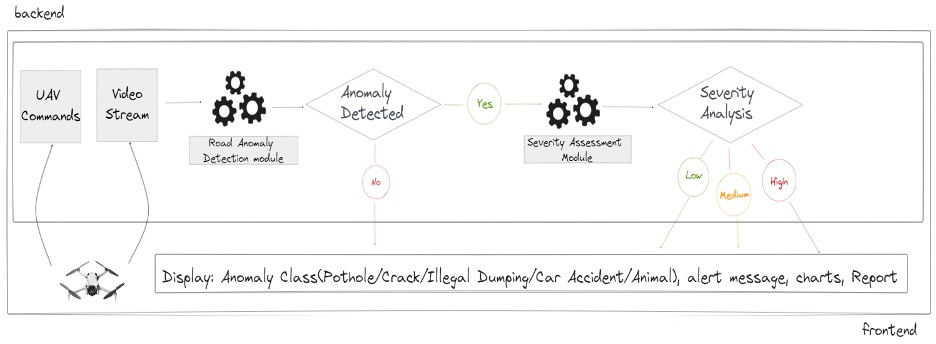 backend
UAV
Commands
Video
Stream
Road Anomaly
Detection module
Anomaly
Detected
Yes
No
Severity Assessment
Module
Severity
Analysis
Low
Medium
High
Display: Anomaly Class(Pothole/Crack/Illegal Dumping/Car Accident/Animal), alert message, charts, Report
frontend